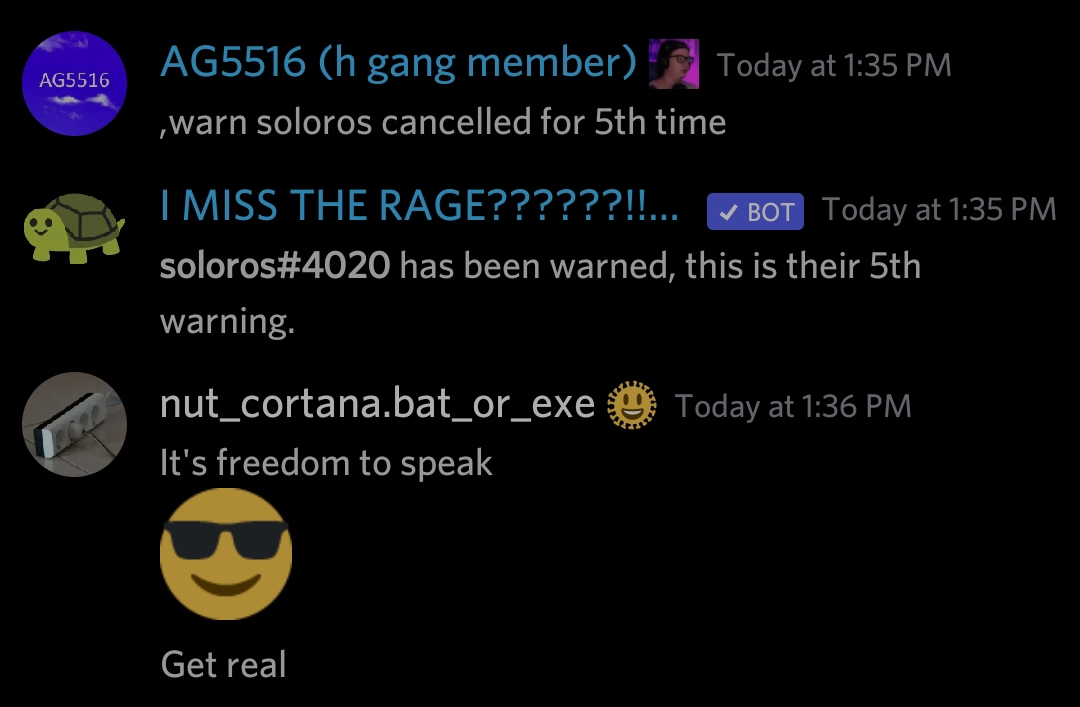 AG5516
AG5516 (h gang member) Today at 1:35 PM
,warn soloros cancelled for 5th time
I MISS THE RAGE??????!!... ✓ BOT Today at 1:35 PM
soloros#4020 has been warned, this is their 5th
warning.
nut_cortana.bat_or_exe Today at 1:36 PM
It's freedom to speak
Get real